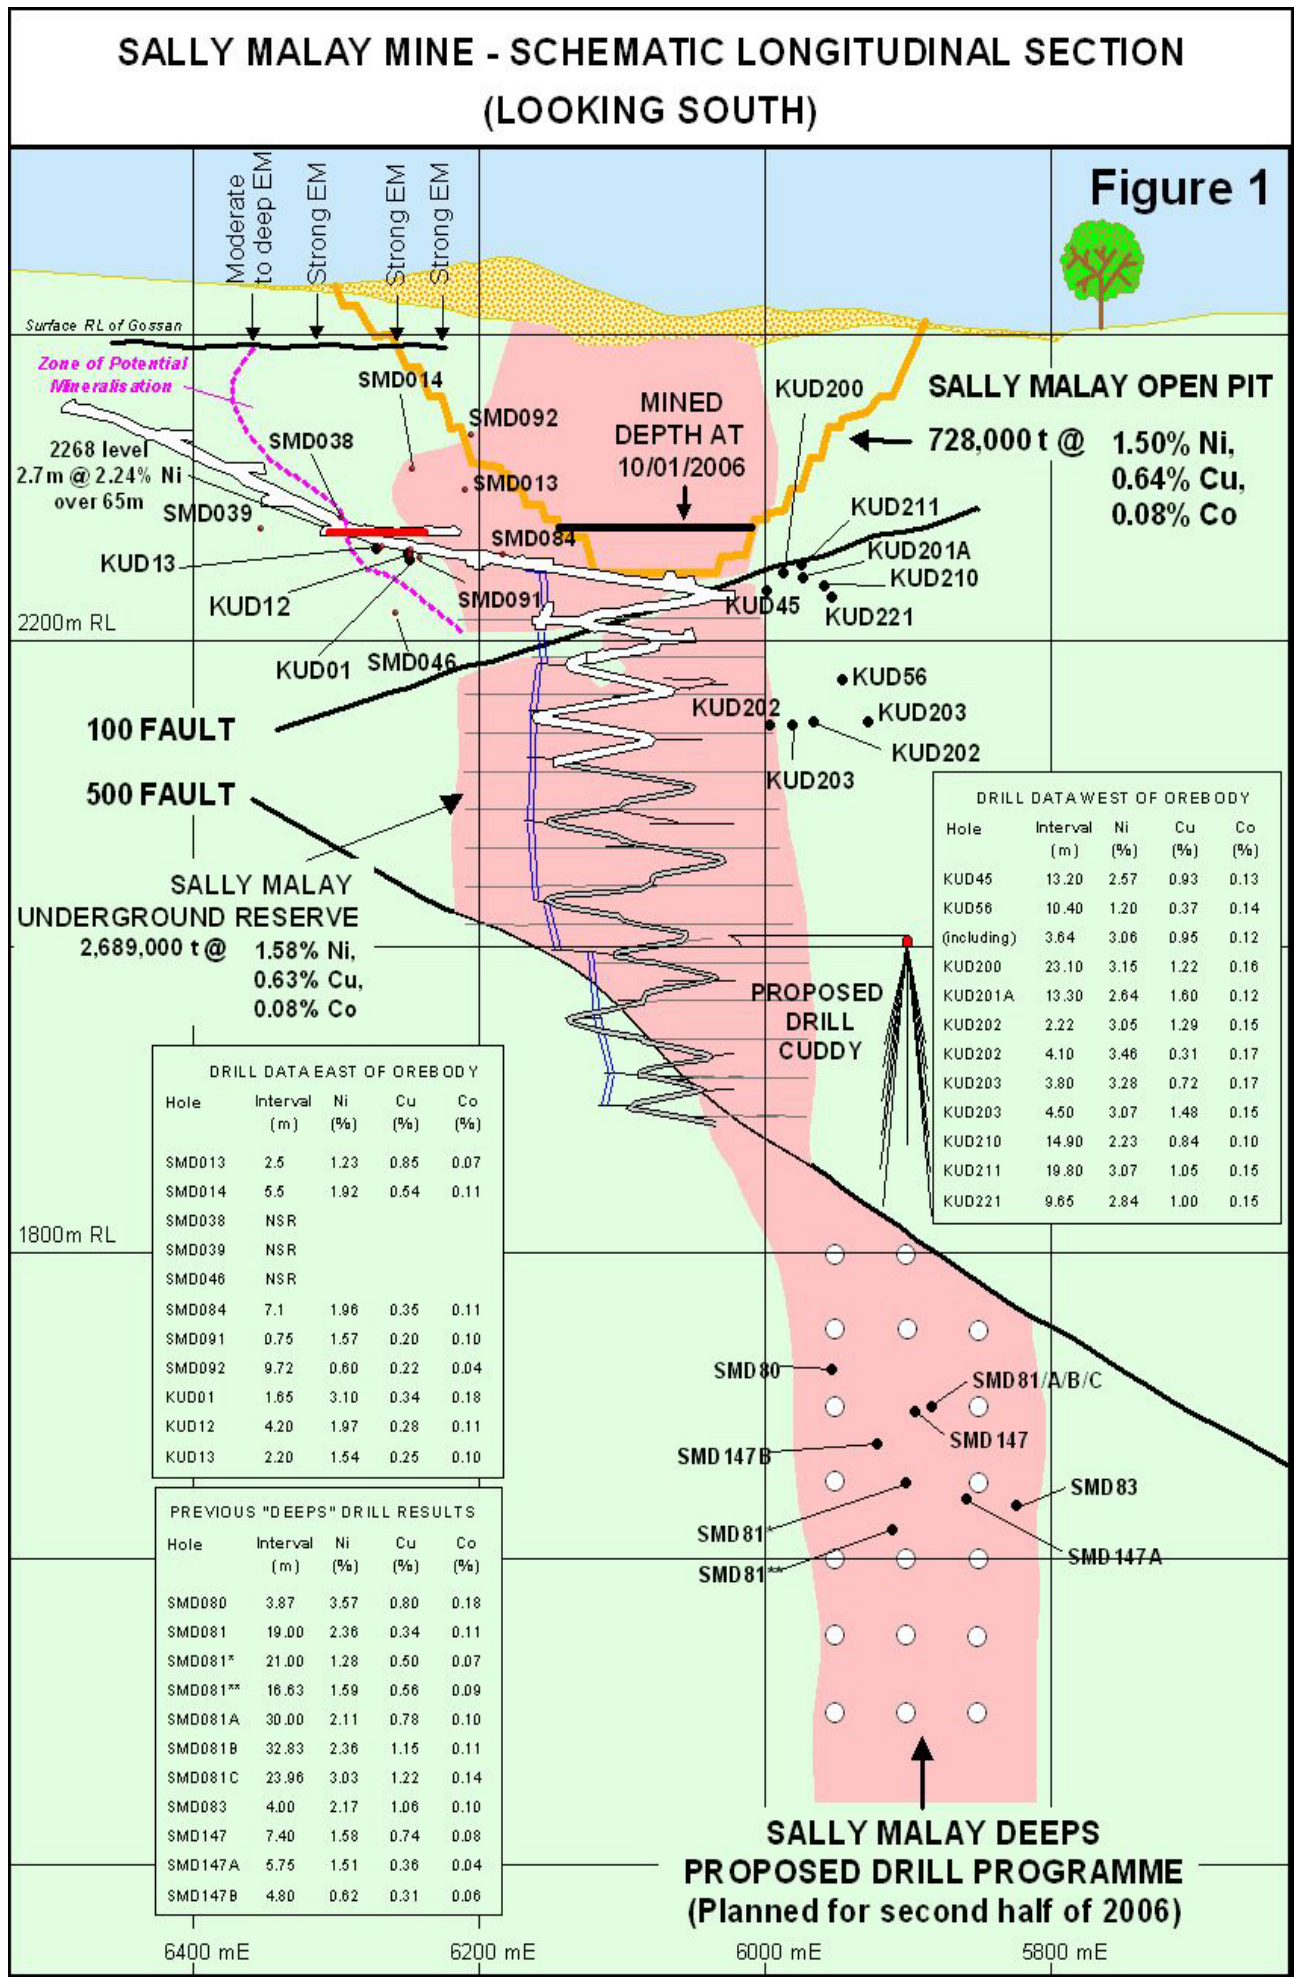 SALLY MALAY MINE - SCHEMATIC LONGITUDINAL SECTION
(LOOKING SOUTH)
Figure 1
Moderate
to deep EM
Strong EM
Strong EM
Strong EM
Surface RL of Gossan
Zone of Potential
Mineralisation
SMD014
SMD092
SMD038
2268 level
2.7m @ 2.24% Ni
over 65m
SMD013
SMD039
SMD084
KUD13
KUD12
SMD091
KUD01
SMD046
MINED
DEPTH AT
10/01/2006
KUD200
SALLY MALAY OPEN PIT
728,000 t @ 1.50% Ni,
0.64% Cu,
0.08% Co
KUD211
KUD201A
KUD210
KUD45
KUD221
2200m RL
KUD56
KUD202
KUD203
KUD202
KUD203
100 FAULT
500 FAULT
SALLY MALAY
UNDERGROUND RESERVE
2,689,000 t @ 1.58% Ni,
0.63% Cu,
0.08% Co
PROPOSED
DRILL
CUDDY
DRILL DATA WEST OF OREBODY
Hole Interval Ni Cu Co
(m) (%) (%) (%)
KUD45 13.20 2.57 0.93 0.13
KUD56 10.40 1.20 0.37 0.14
(including) 3.64 3.06 0.95 0.12
KUD200 23.10 3.15 1.22 0.16
KUD201A 13.30 2.64 1.60 0.12
KUD202 2.22 3.05 1.29 0.15
KUD202 4.10 3.46 0.31 0.17
KUD203 3.80 3.28 0.72 0.17
KUD203 4.50 3.07 1.48 0.15
KUD210 14.90 2.23 0.84 0.10
KUD211 19.80 3.07 1.05 0.15
KUD221 9.65 2.84 1.00 0.15
DRILL DATA EAST OF OREBODY
Hole Interval Ni Cu Co
(m) (%) (%) (%)
SMD013 2.5 1.23 0.85 0.07
SMD014 5.5 1.92 0.54 0.11
SMD038 NSR
SMD039 NSR
SMD046 NSR
SMD084 7.1 1.96 0.35 0.11
SMD091 0.75 1.57 0.20 0.10
SMD092 9.72 0.60 0.22 0.04
KUD01 1.65 3.10 0.34 0.18
KUD12 4.20 1.97 0.28 0.11
KUD13 2.20 1.54 0.25 0.10
1800m RL
SMD80
SMD81/A/B/C
SMD147
SMD147B
SMD83
SMD81*
SMD147A
SMD81**
PREVIOUS "DEEPS" DRILL RESULTS
Hole Interval Ni Cu Co
(m) (%) (%) (%)
SMD080 3.87 3.57 0.80 0.18
SMD081 19.00 2.36 0.34 0.11
SMD081* 21.00 1.28 0.50 0.07
SMD081** 16.63 1.59 0.56 0.09
SMD081A 30.00 2.11 0.78 0.10
SMD081B 32.83 2.36 1.15 0.11
SMD081C 23.96 3.03 1.22 0.14
SMD083 4.00 2.17 1.06 0.10
SMD147 7.40 1.58 0.74 0.08
SMD147A 5.75 1.51 0.36 0.04
SMD147B 4.80 0.62 0.31 0.06
SALLY MALAY DEEPS
PROPOSED DRILL PROGRAMME
(Planned for second half of 2006)
6400 mE 6200 mE 6000 mE 5800 mE